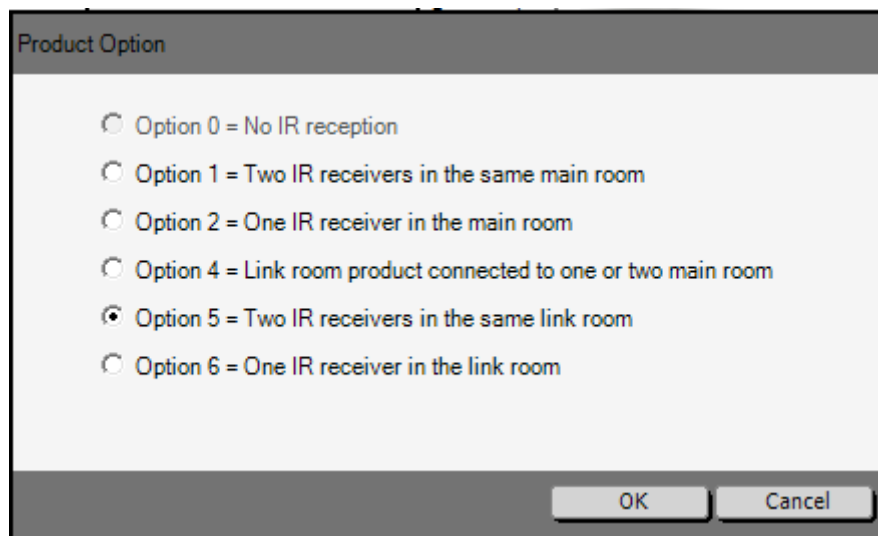 Product Option
Option 0 = No IR reception
Option 1 = Two IR receivers in the same main room
Option 2 = One IR receiver in the main room
Option 4 = Link room product connected to one or two main room
Option 5 = Two IR receivers in the same link room
Option 6 = One IR receiver in the link room
OK Cancel